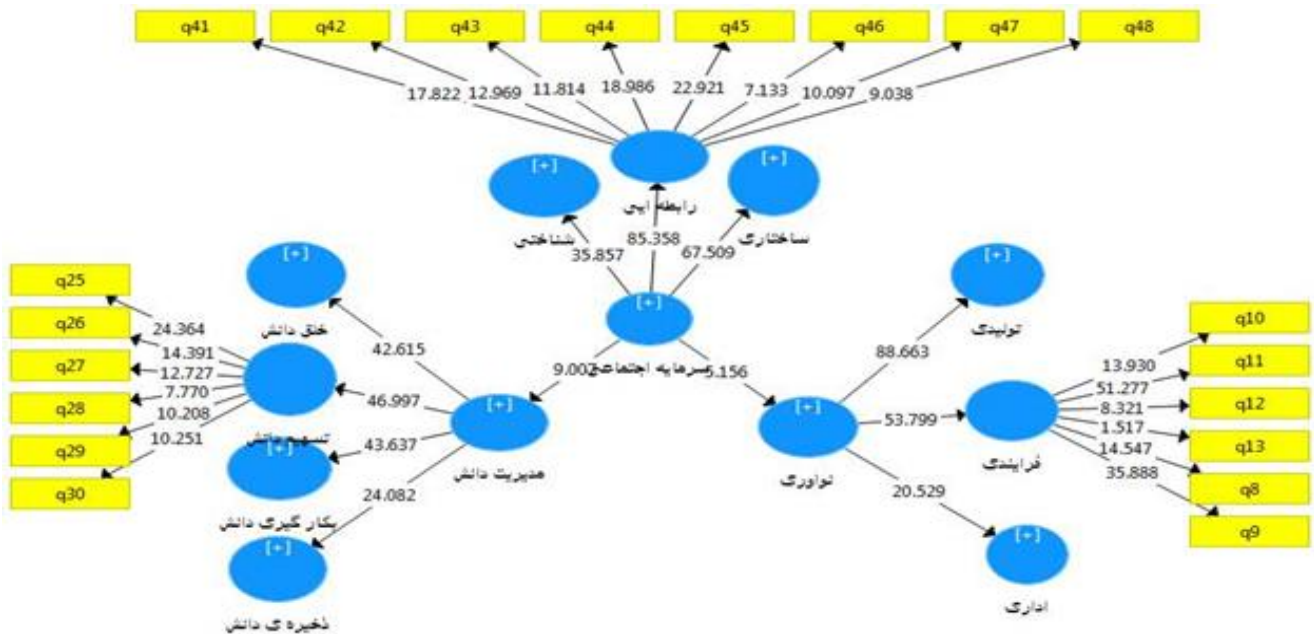 q41 q42 q43 q44 q45 q46 q47 q48
17.822 12.969 11.814 18.986 22.921 7.133 10.097 9.038
[+] [+] [+]
رابطه ایی
شناختی
ساختاری
35.857 85.358 67.509
[+]
سرمایه اجتماعی
9.002 5.156
[+]
خلق دانش
q25
q26
q27
q28
q29
q30
24.364
14.391
12.727
7.770
10.208
10.251
تسهیم دانش
[+]
بکار گیری دانش
[+]
ذخیره ی دانش
42.615
46.997
43.637
24.082
[+]
مدیریت دانش
[+]
نواوری
88.663
53.799
20.529
[+]
تولیدی
فرایندی
[+]
اداری
13.930
51.277
8.321
1.517
14.547
35.888
q10
q11
q12
q13
q8
q9